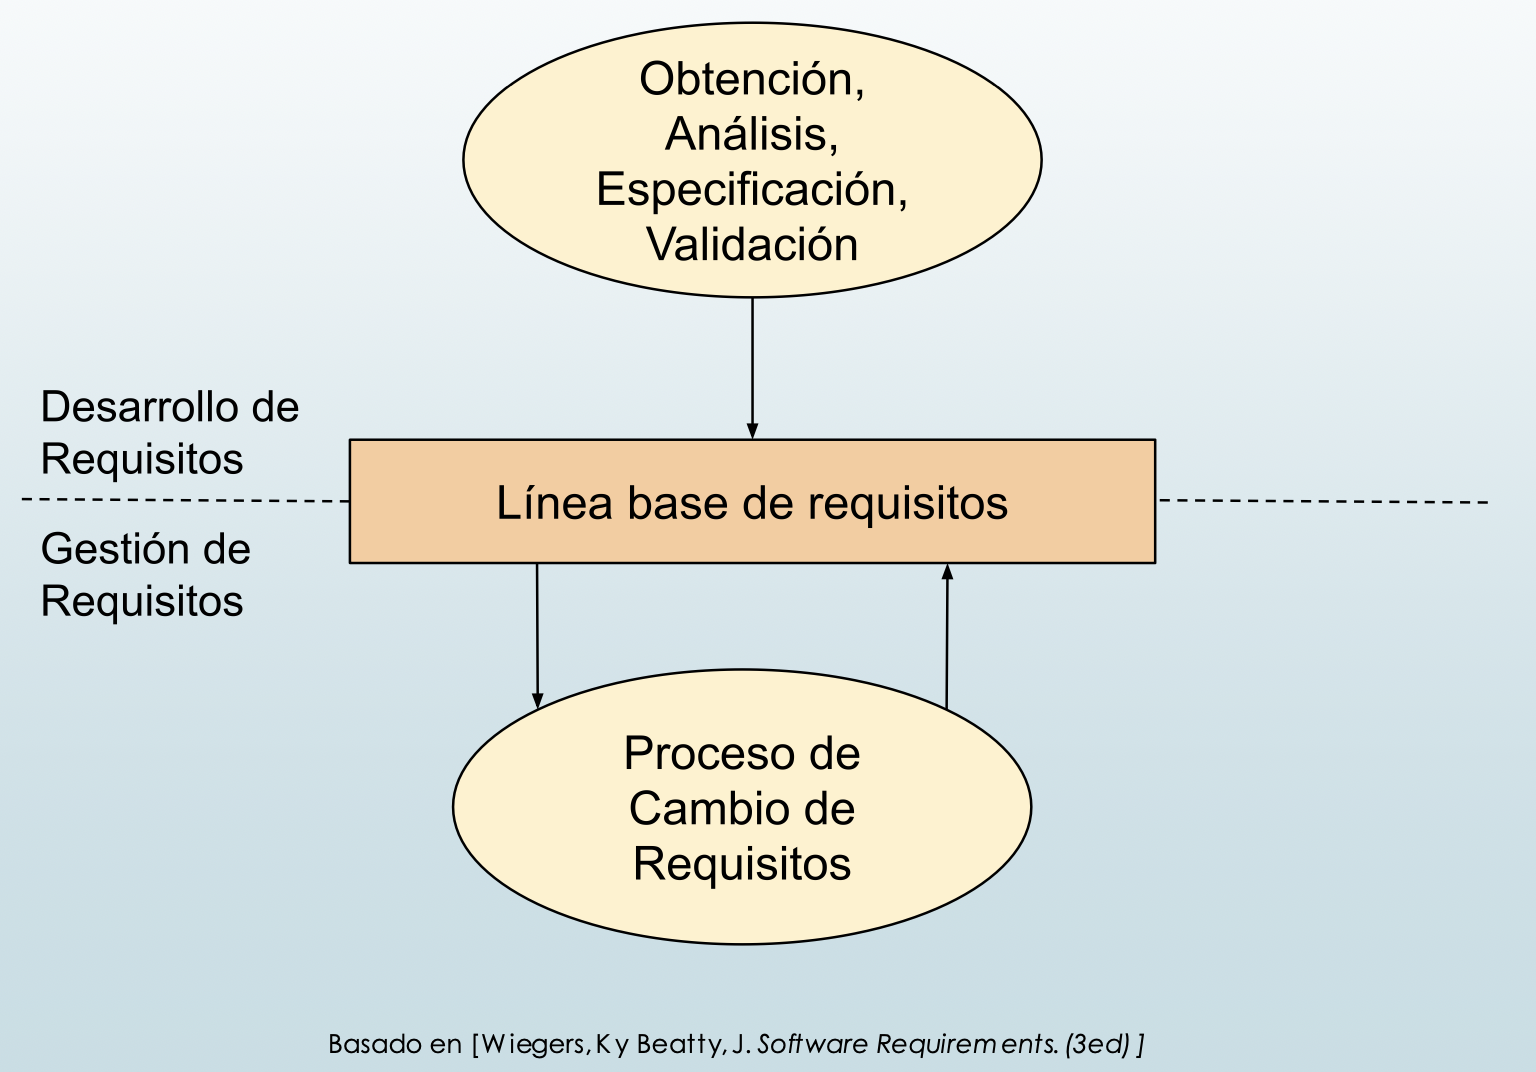 Obtención,
Análisis,
Especificación,
Validación
Desarrollo de
Requisitos
Línea base de requisitos
Gestión de
Requisitos
Proceso de
Cambio de
Requisitos
Basado en [Wiegers, K y Beatty, J. Software Requirements. (3ed) ]